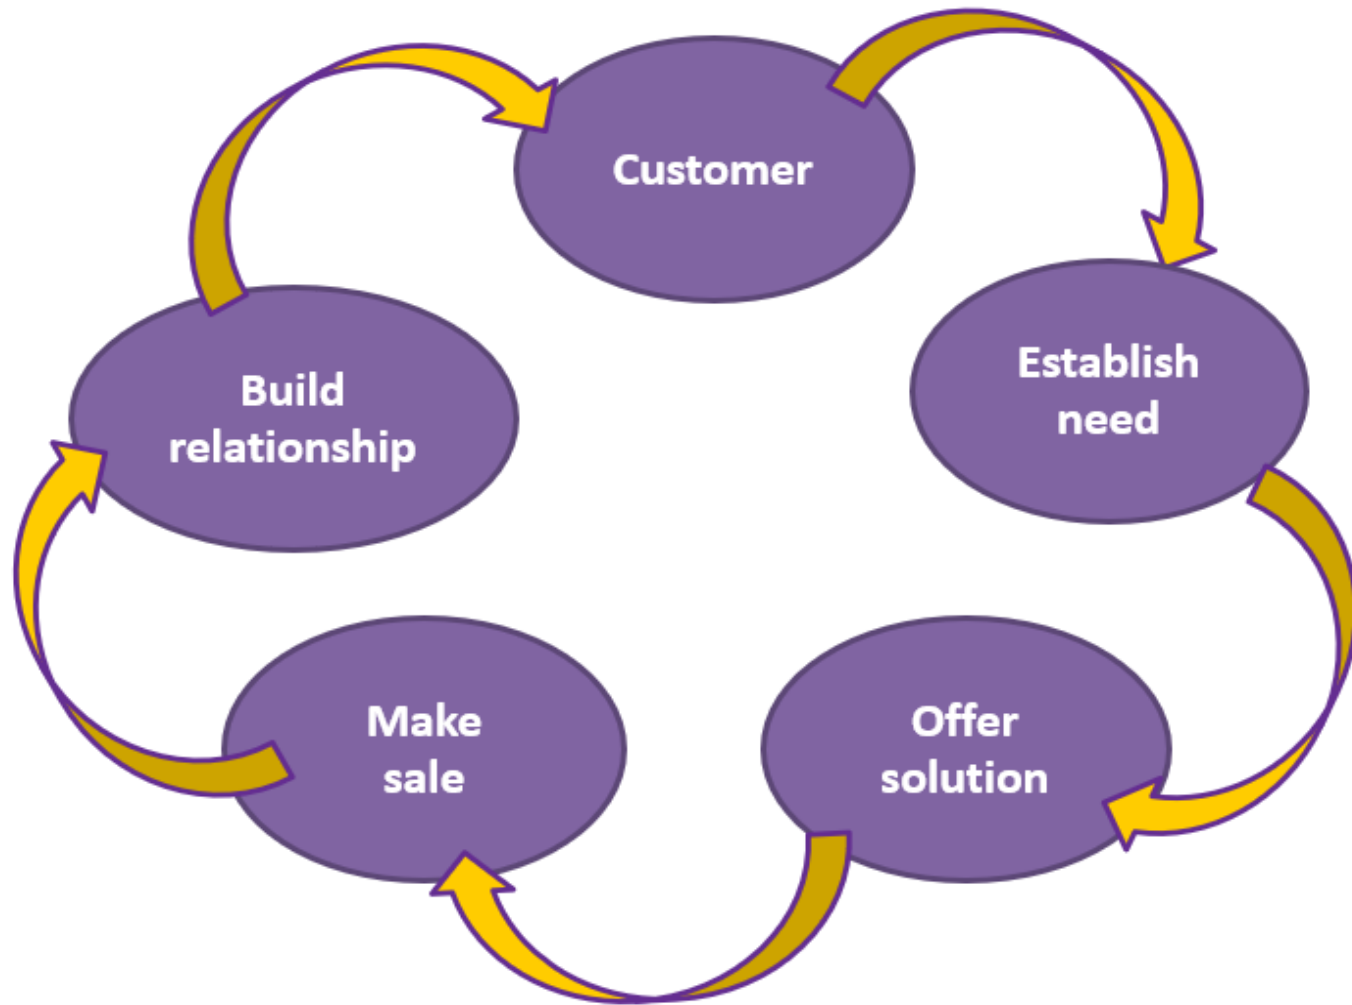 Customer
Establish
need
Offer
solution
Make
sale
Build
relationship